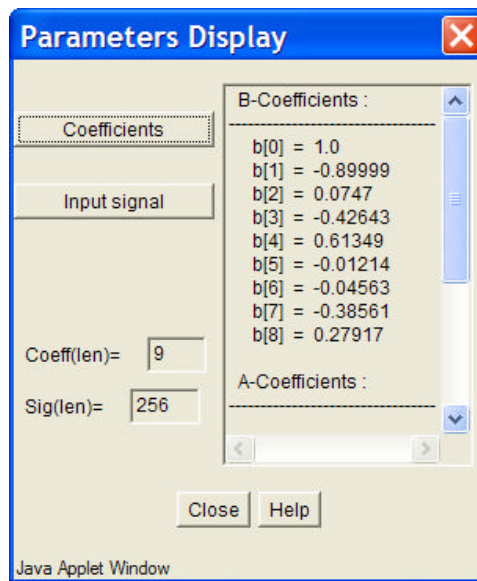 Parameters Display
Coefficients
Input signal
Coeff(len)= 9
Sig(len)= 256
B-Coefficients :
--------------------------------
b[0] = 1.0
b[1] = -0.89999
b[2] = 0.0747
b[3] = -0.42643
b[4] = 0.61349
b[5] = -0.01214
b[6] = -0.04563
b[7] = -0.38561
b[8] = 0.27917
A-Coefficients :
--------------------------------
Close Help
Java Applet Window